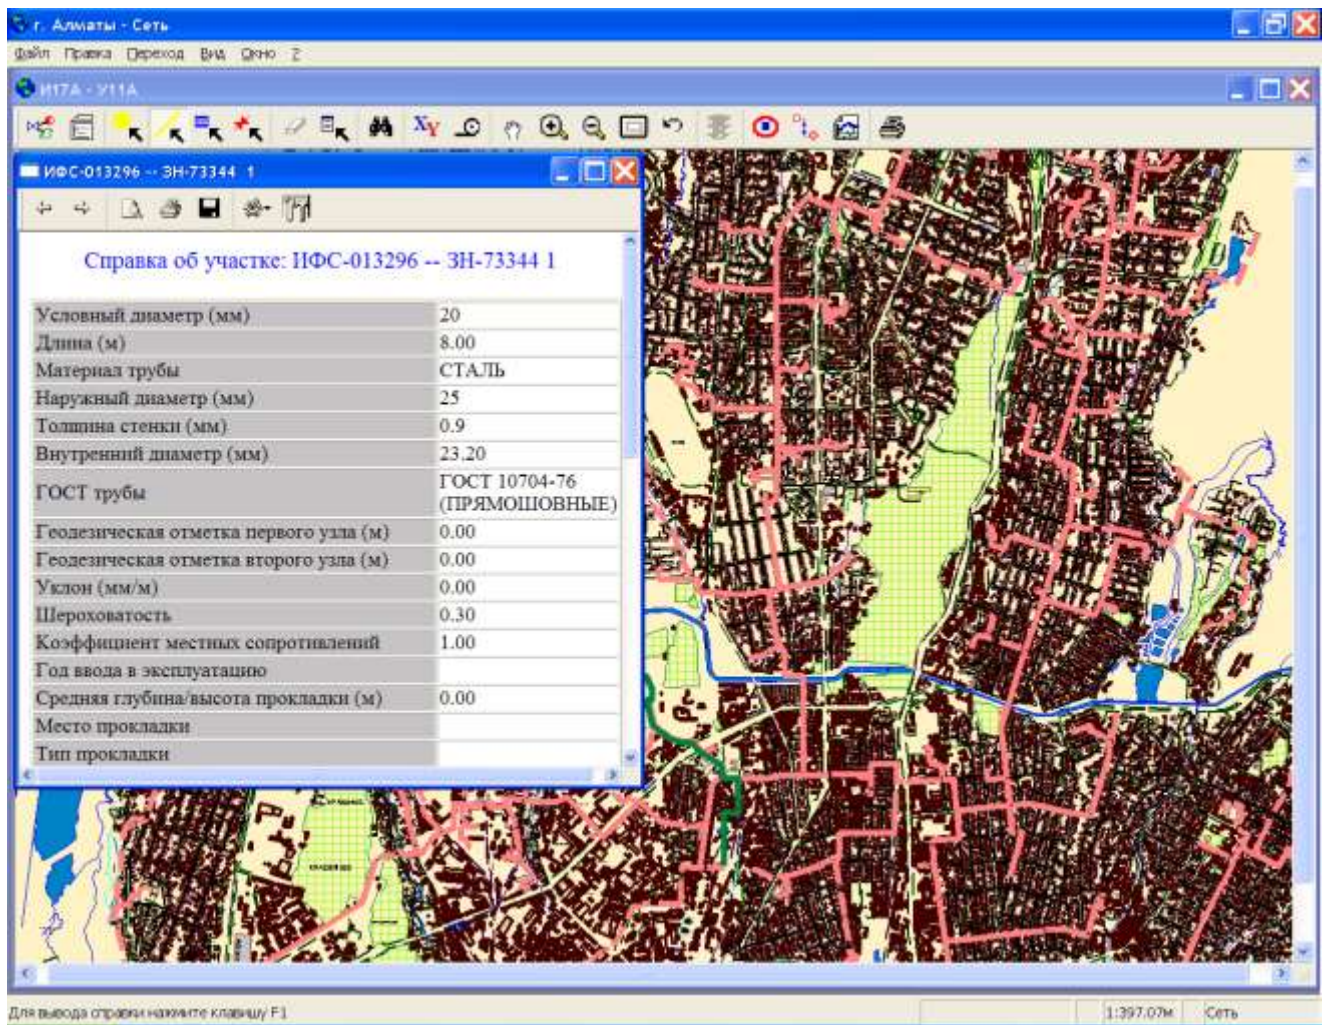 г. Алматы - Сеть
Файл Правка Переход Вид Окно ?
И17А - У11А
XY
ИФС-013296 -- ЗН-73344 1
Справка об участке: ИФС-013296 -- ЗН-73344 1
Условный диаметр (мм) 20
Длина (м) 8.00
Материал трубы СТАЛЬ
Наружный диаметр (мм) 25
Толщина стенки (мм) 0.9
Внутренний диаметр (мм) 23.20
ГОСТ трубы ГОСТ 10704-76
(ПРЯМОШОВНЫЕ)
Геодезическая отметка первого узла (м) 0.00
Геодезическая отметка второго узла (м) 0.00
Уклон (мм/м) 0.00
Шероховатость 0.30
Коэффициент местных сопротивлений 1.00
Год ввода в эксплуатацию
Средняя глубина/высота прокладки (м) 0.00
Место прокладки
Тип прокладки
Для вывода справки нажмите клавишу F1
1:397.07м Сеть